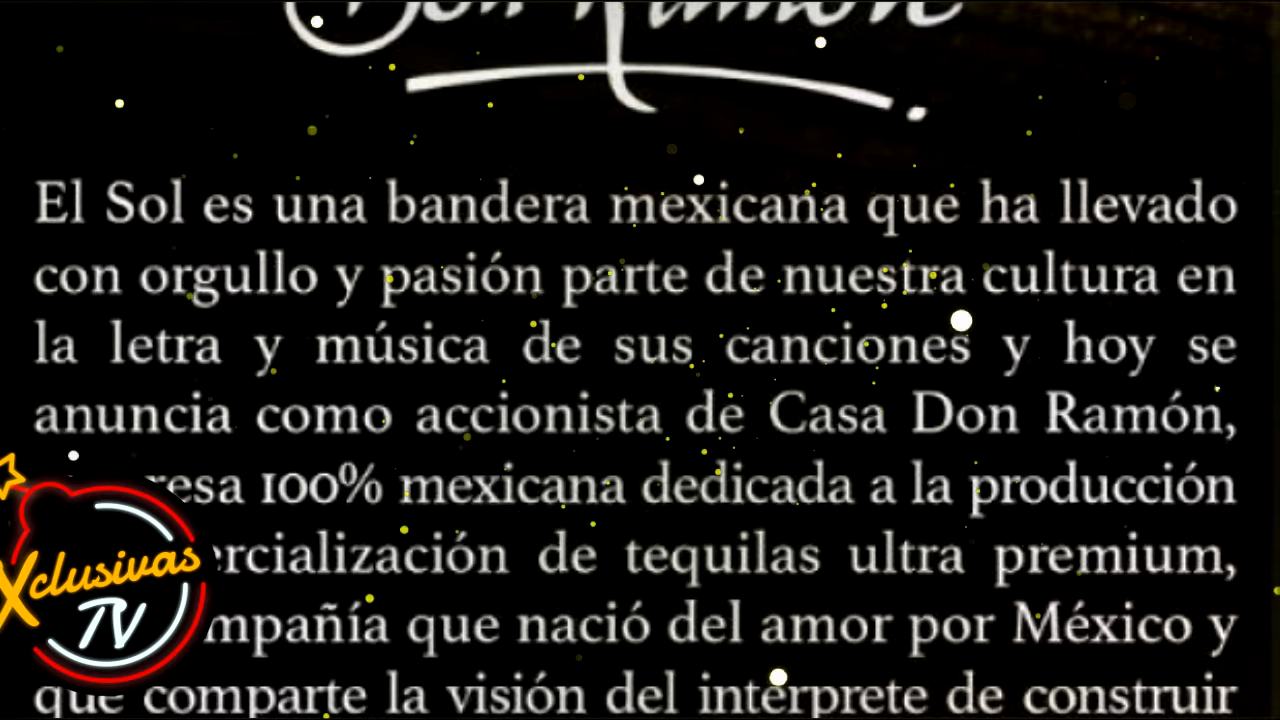 Don Ramón
El Sol es una bandera mexicana que ha llevado
con orgullo y pasión parte de nuestra cultura en
la letra y música de sus canciones y hoy se
anuncia como accionista de Casa Don Ramón,
resa 100% mexicana dedicada a la producción
ercialización de tequilas ultra premium,
mpañía que nació del amor por México y
que comparte la visión del intérprete de construir
Xclusivas
TV